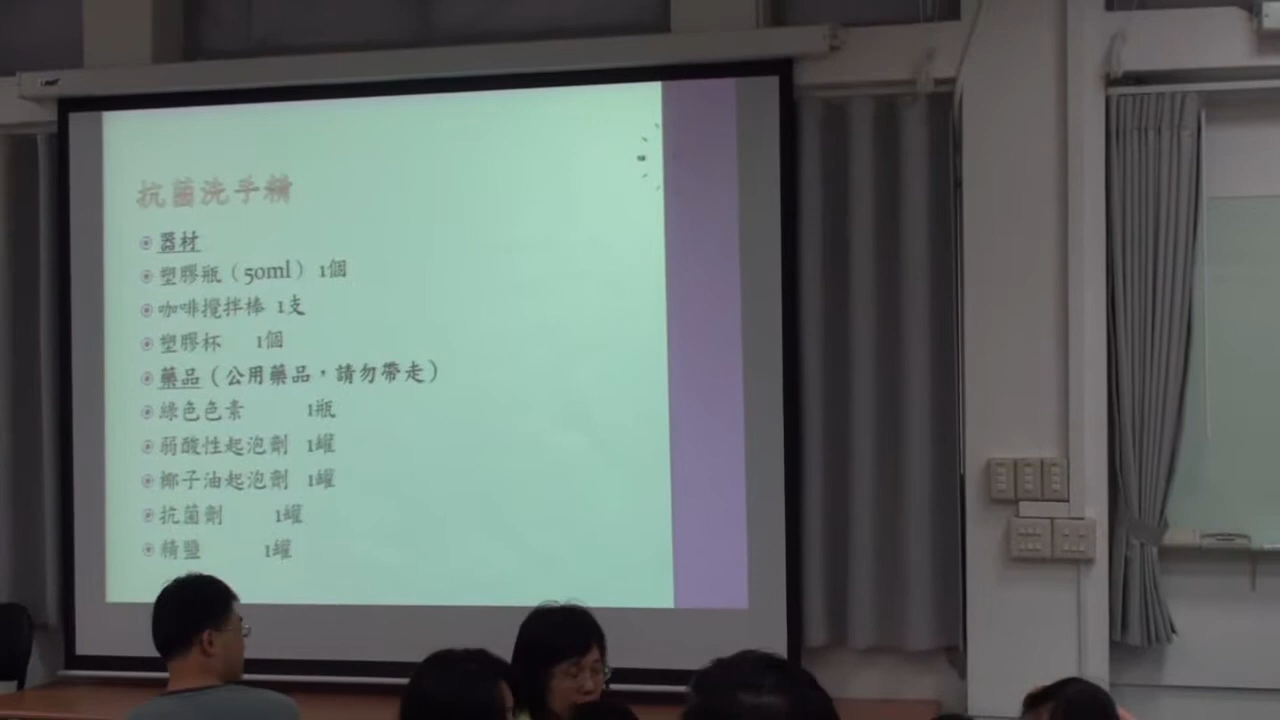 抗菌洗手精
器材
塑膠瓶（50ml） 1個
咖啡攪拌棒 1支
塑膠杯 1個
藥品（公用藥品，請勿帶走）
綠色色素 1瓶
弱酸性起泡劑 1罐
椰子油起泡劑 1罐
抗菌劑 1罐
精鹽 1罐